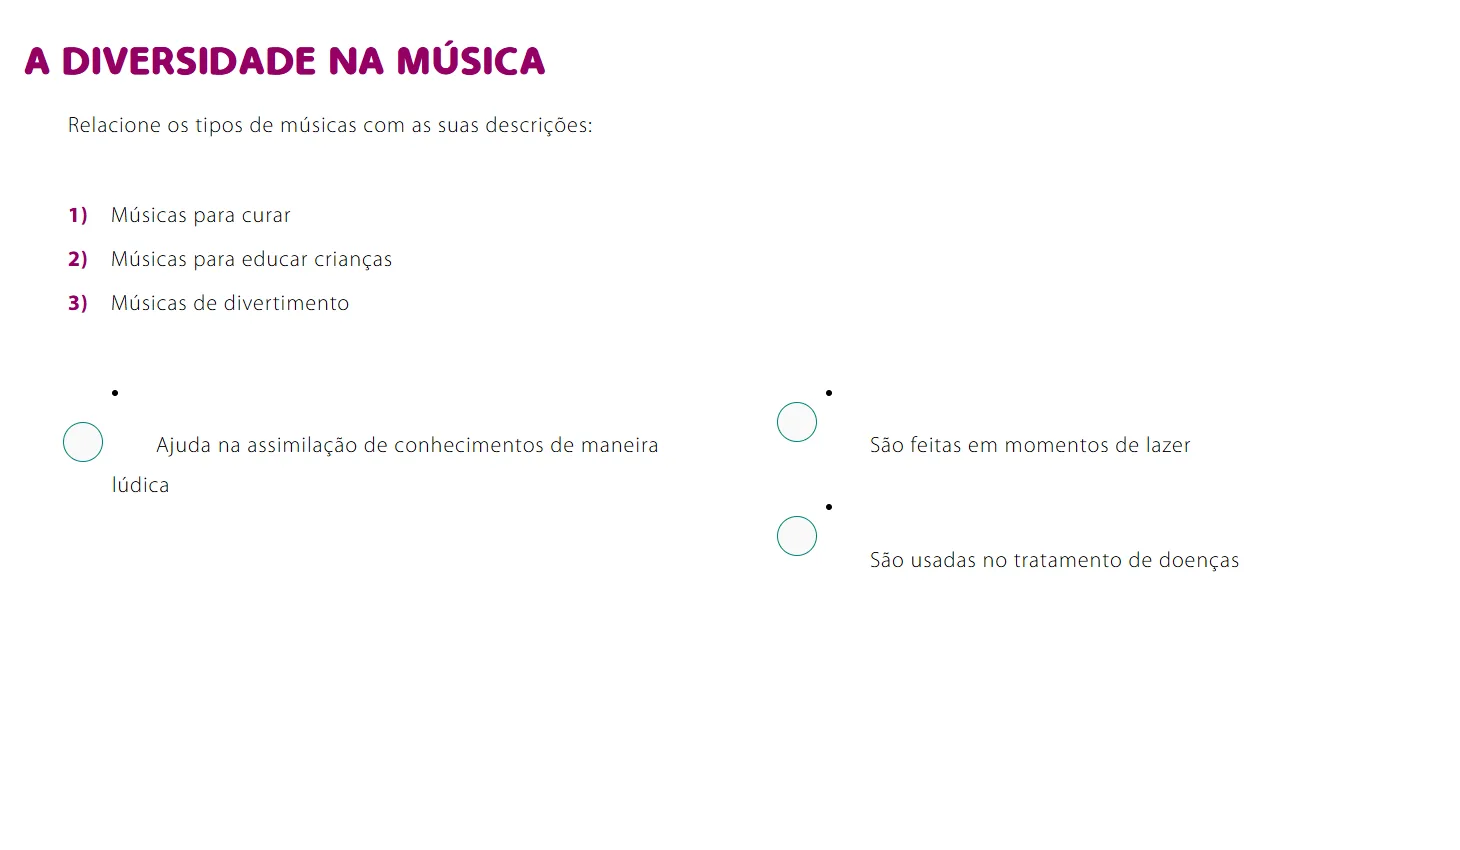 A DIVERSIDADE NA MÚSICA
Relacione os tipos de músicas com as suas descrições:
1) Músicas para curar
2) Músicas para educar crianças
3) Músicas de divertimento
Ajuda na assimilação de conhecimentos de maneira
lúdica
São feitas em momentos de lazer
São usadas no tratamento de doenças